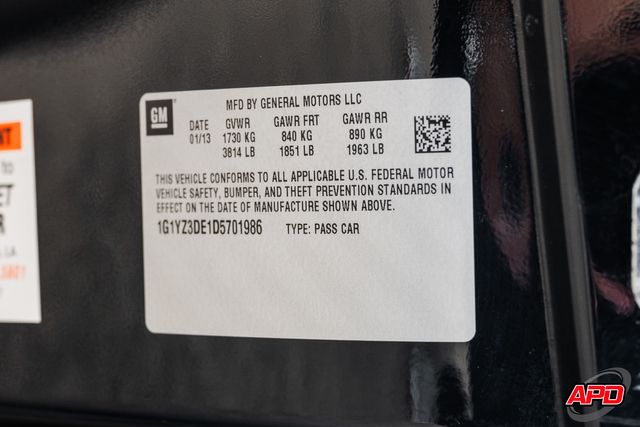 GM
MFD BY GENERAL MOTORS LLC
DATE GVWR GAWR FRT GAWR RR
01/13 1730 KG 840 KG 890 KG
3814 LB 1851 LB 1963 LB
THIS VEHICLE CONFORMS TO ALL APPLICABLE U.S. FEDERAL MOTOR
VEHICLE SAFETY, BUMPER, AND THEFT PREVENTION STANDARDS IN
EFFECT ON THE DATE OF MANUFACTURE SHOWN ABOVE.
1G1YZ3DE1D5701986 TYPE: PASS CAR
to
APD